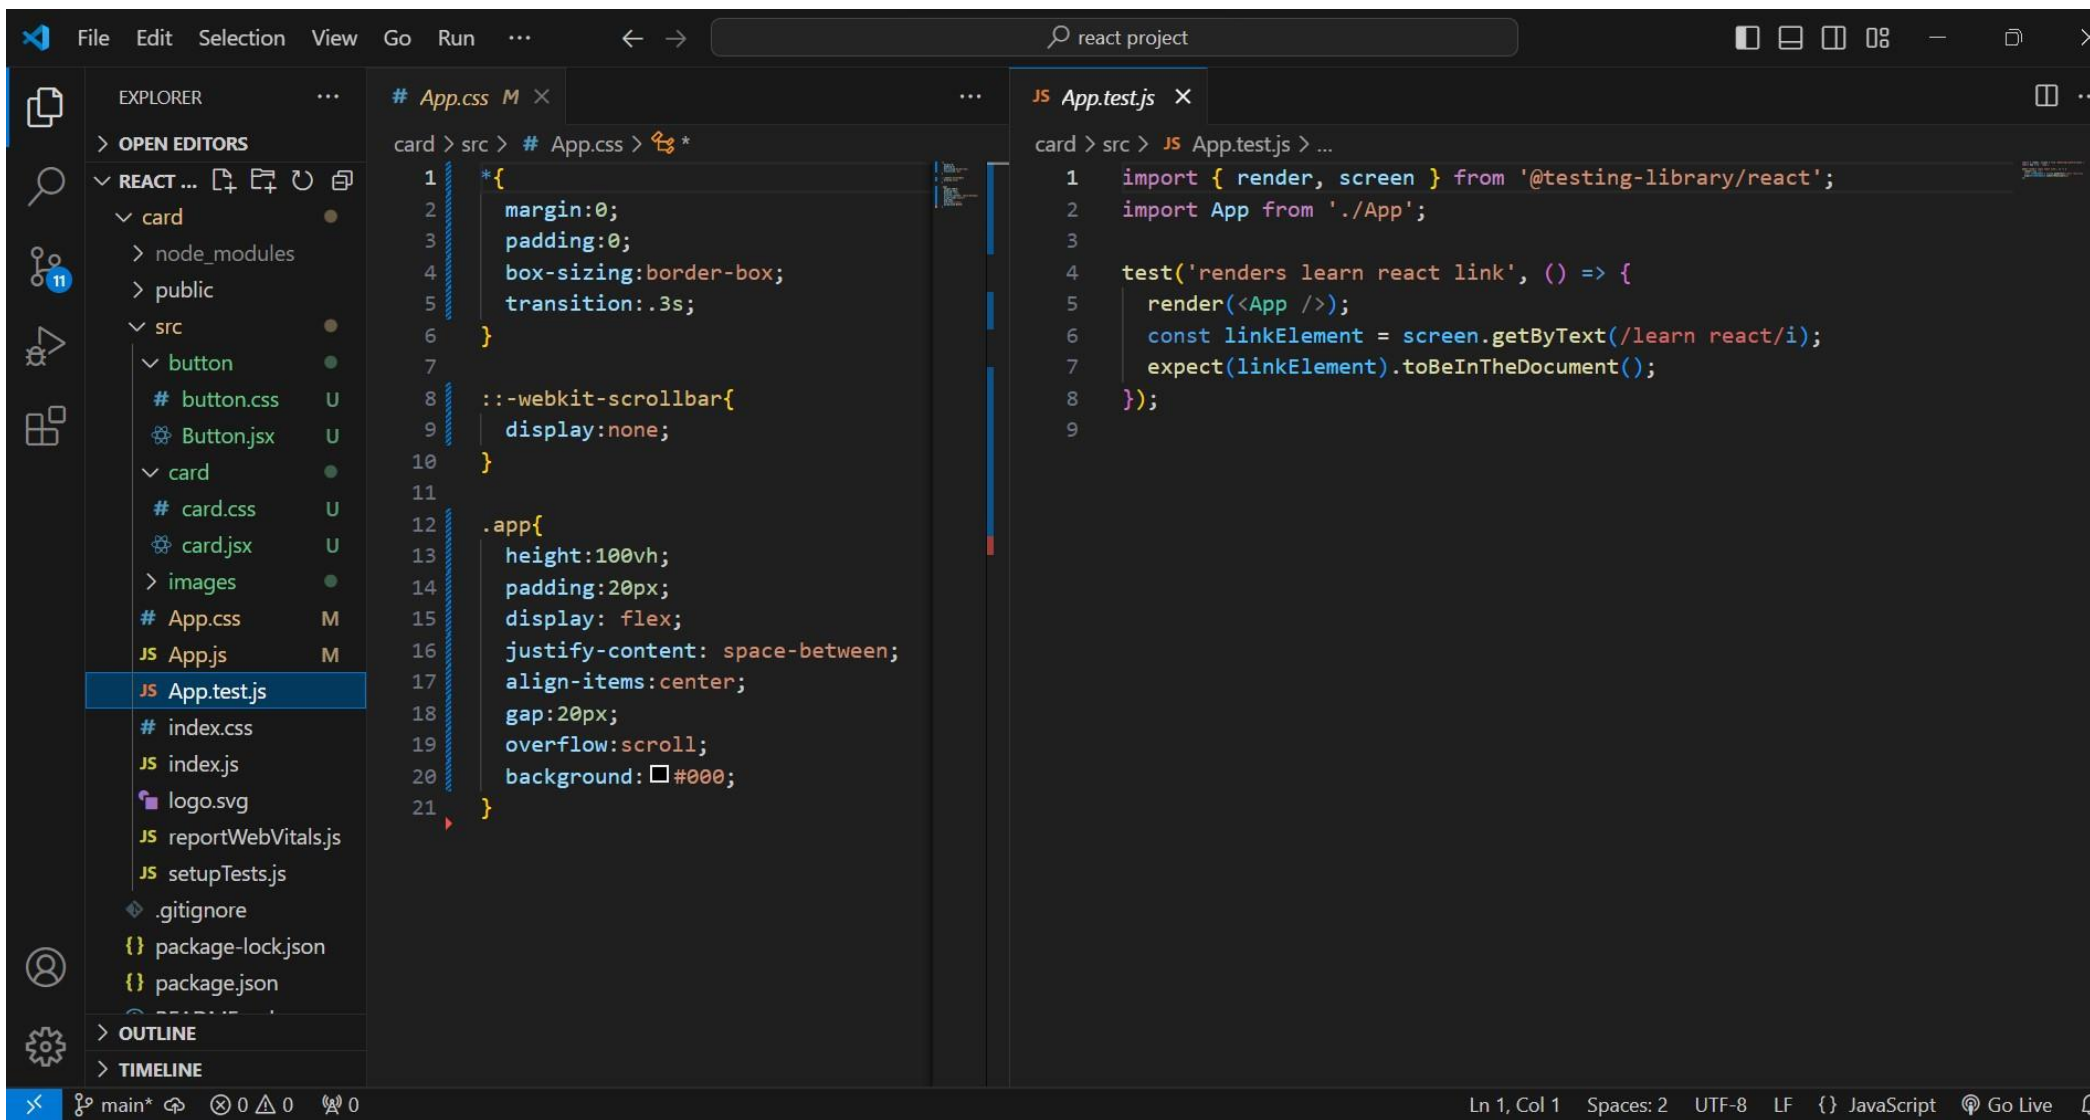 File Edit Selection View Go Run ···
react project
EXPLORER
OPEN EDITORS
REACT ...
card
node_modules
public
src
button
button.css U
Button.jsx U
card
card.css U
card.jsx U
images
App.css M
App.js M
App.test.js
index.css
index.js
logo.svg
reportWebVitals.js
setupTests.js
.gitignore
package-lock.json
package.json
OUTLINE
TIMELINE
11
# App.css M
card > src > # App.css > *
1 *{
2 margin:0;
3 padding:0;
4 box-sizing:border-box;
5 transition:.3s;
6 }
7
8 ::-webkit-scrollbar{
9 display:none;
10 }
11
12 .app{
13 height:100vh;
14 padding:20px;
15 display: flex;
16 justify-content: space-between;
17 align-items:center;
18 gap:20px;
19 overflow:scroll;
20 background: #000;
21 }
JS App.test.js
card > src > JS App.test.js > ...
1 import { render, screen } from '@testing-library/react';
2 import App from './App';
3
4 test('renders learn react link', () => {
5 render(<App />);
6 const linkElement = screen.getByText(/learn react/i);
7 expect(linkElement).toBeInTheDocument();
8 });
9
main* 0 0 0
Ln 1, Col 1 Spaces: 2 UTF-8 LF {} JavaScript Go Live